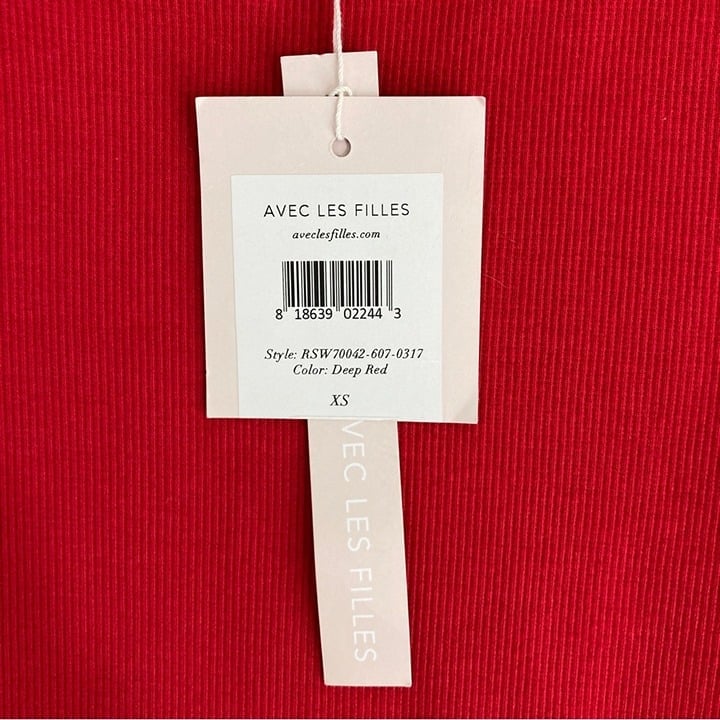 AVEC LES FILLES
aveclesfilles.com
8 18639 02244 3
Style: RSW70042-607-0317
Color: Deep Red
XS
AVEC LES FILLES